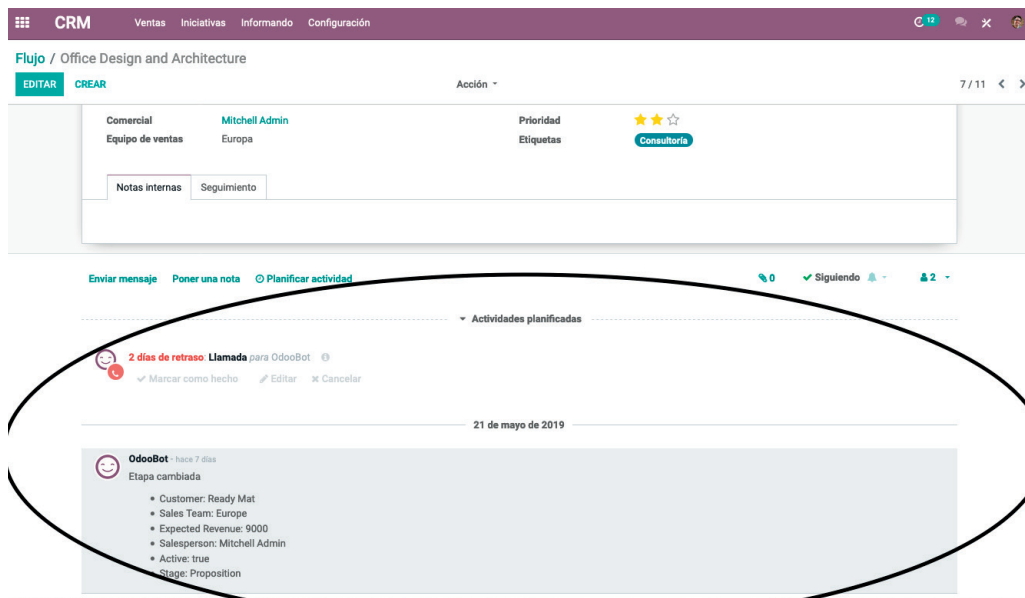 CRM Ventas Iniciativas Informando Configuración 12
Flujo / Office Design and Architecture
EDITAR CREAR Acción 7 / 11
Comercial Mitchell Admin Prioridad
Equipo de ventas Europa Etiquetas Consultoría
Notas internas Seguimiento
Enviar mensaje Poner una nota Planificar actividad 0 Siguiendo 2
Actividades planificadas
2 días de retraso: Llamada para OdooBot
Marcar como hecho Editar Cancelar
21 de mayo de 2019
OdooBot - hace 7 días
Etapa cambiada
• Customer: Ready Mat
• Sales Team: Europe
• Expected Revenue: 9000
• Salesperson: Mitchell Admin
• Active: true
• Stage: Proposition